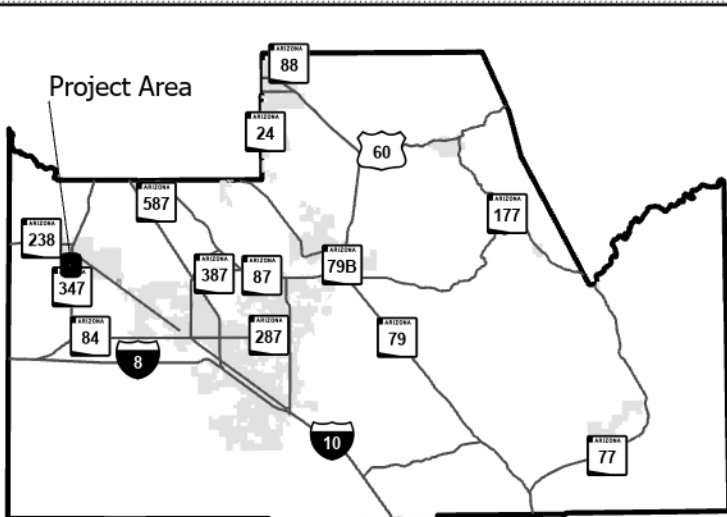 ARIZONA
88
Project Area
ARIZONA
24
60
ARIZONA
587
ARIZONA
177
ARIZONA
238
ARIZONA
387
ARIZONA
87
ARIZONA
79B
347
ARIZONA
84
ARIZONA
287
ARIZONA
79
8
10
ARIZONA
77